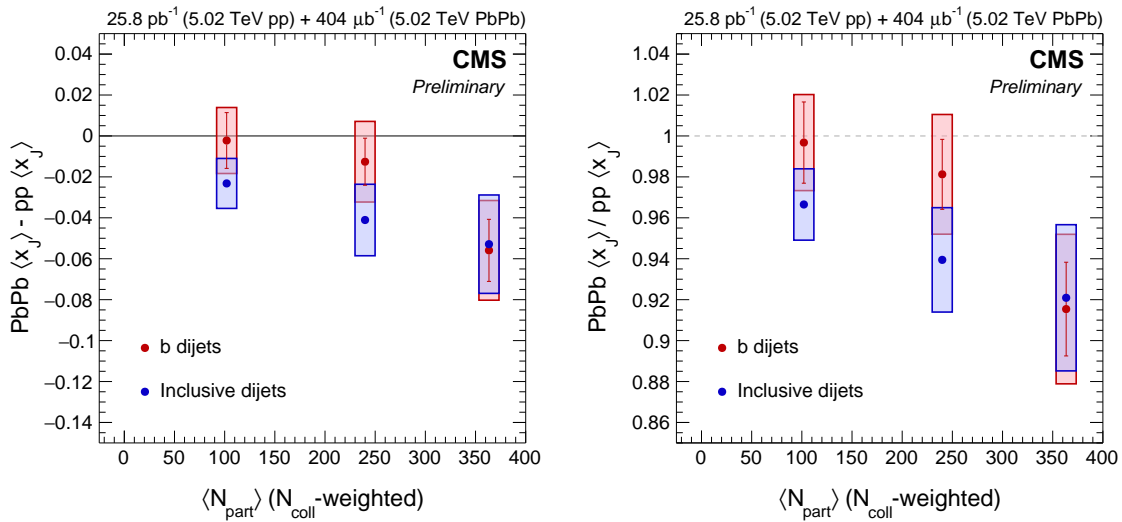 25.8 pb⁻¹ (5.02 TeV pp) + 404 μb⁻¹ (5.02 TeV PbPb)
CMS
Preliminary
PbPb ⟨x_J⟩ - pp ⟨x_J⟩
0.04
0.02
0
−0.02
−0.04
−0.06
−0.08
−0.1
−0.12
−0.14
b dijets
Inclusive dijets
0 50 100 150 200 250 300 350 400
⟨N_part⟩ (N_coll-weighted)
25.8 pb⁻¹ (5.02 TeV pp) + 404 μb⁻¹ (5.02 TeV PbPb)
CMS
Preliminary
PbPb ⟨x_J⟩ / pp ⟨x_J⟩
1.04
1.02
1
0.98
0.96
0.94
0.92
0.9
0.88
0.86
b dijets
Inclusive dijets
0 50 100 150 200 250 300 350 400
⟨N_part⟩ (N_coll-weighted)